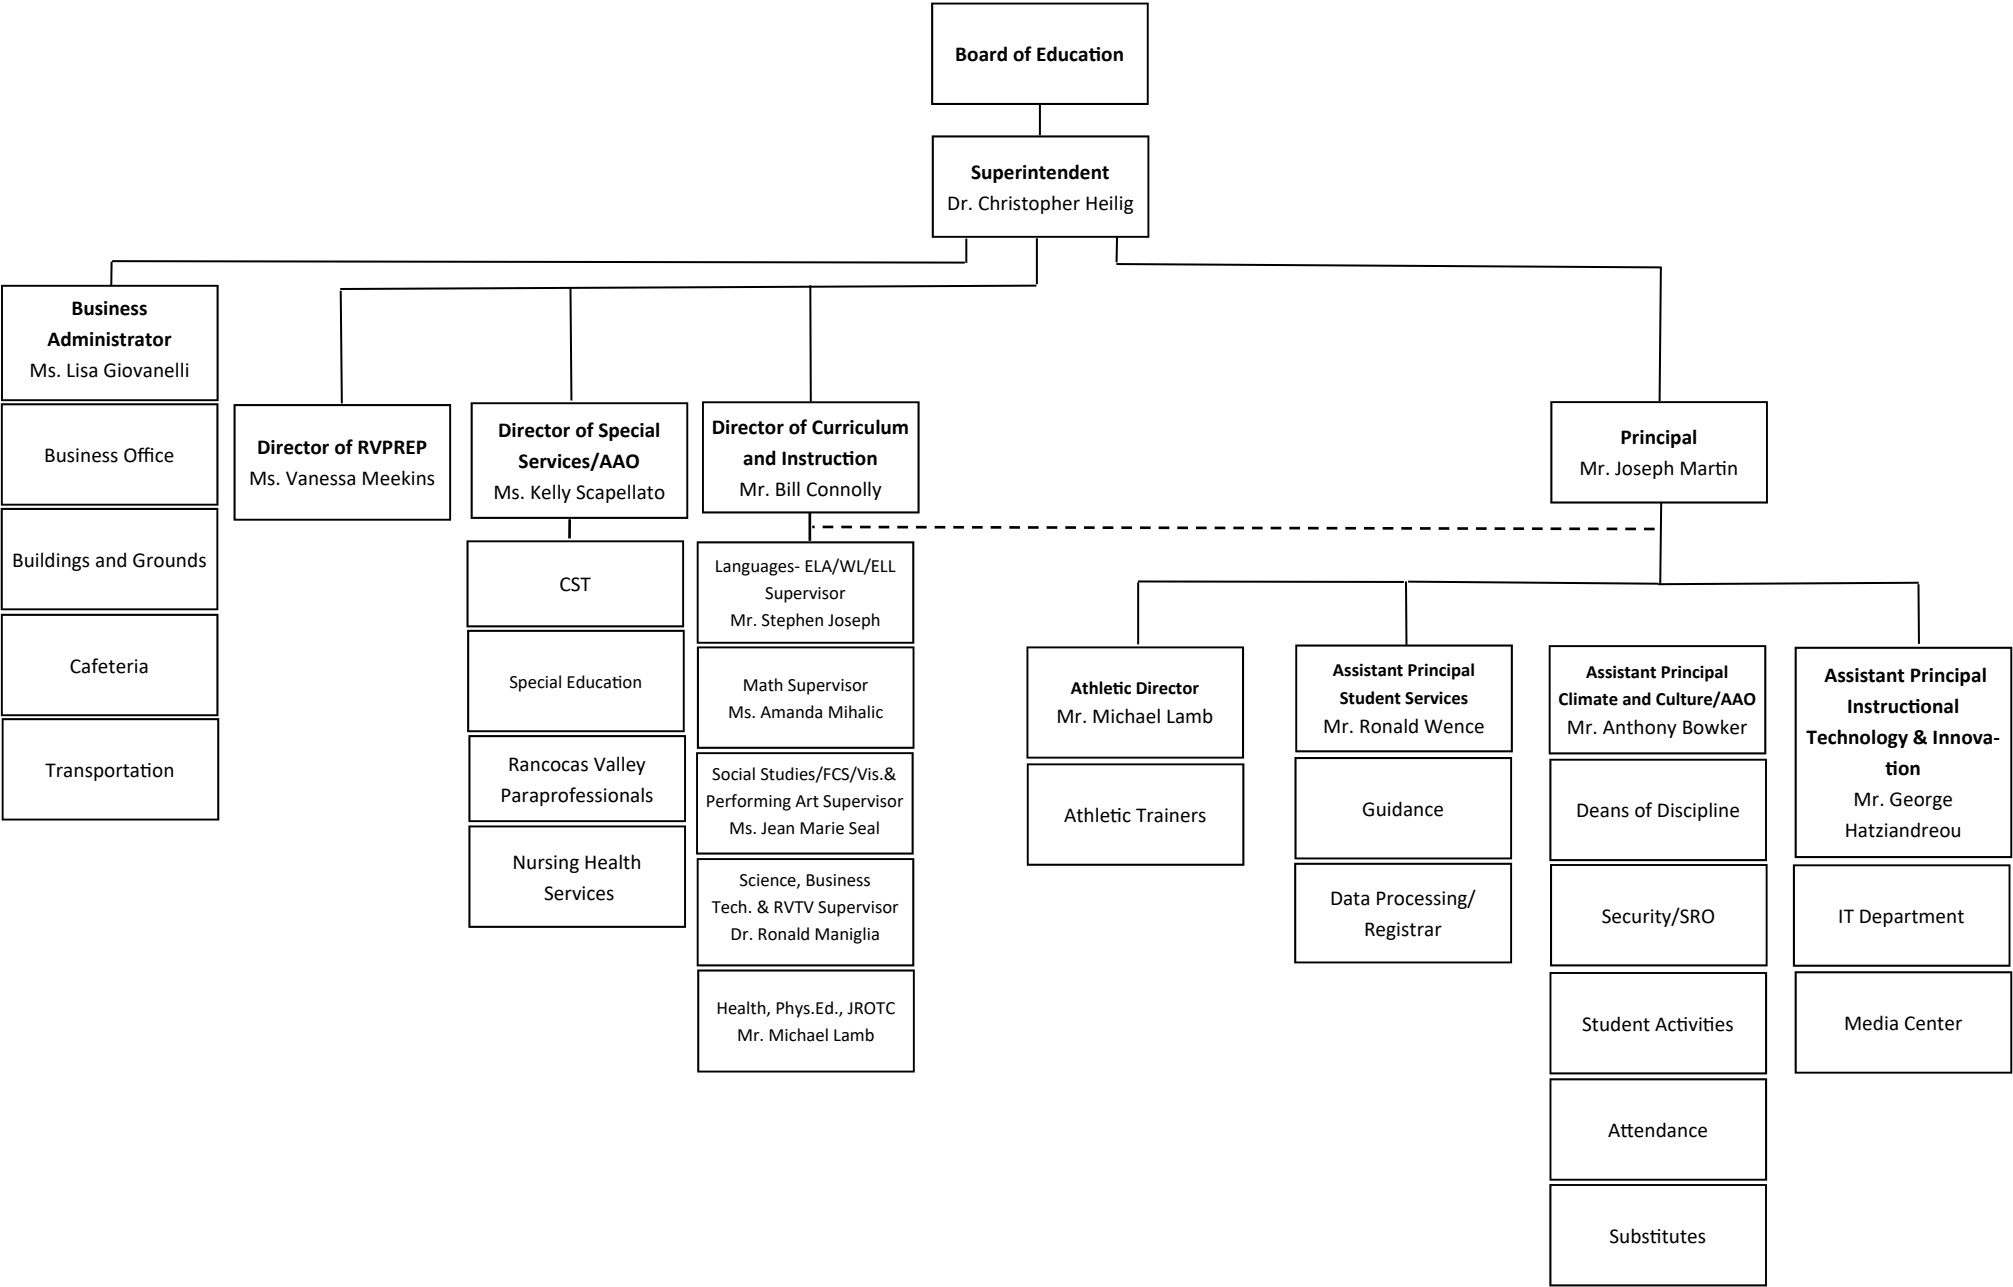 Board of Education
Superintendent
Dr. Christopher Heilig
Business
Administrator
Ms. Lisa Giovanelli
Business Office
Buildings and Grounds
Cafeteria
Transportation
Director of RVPREP
Ms. Vanessa Meekins
Director of Special
Services/AAO
Ms. Kelly Scapellato
CST
Special Education
Rancocas Valley
Paraprofessionals
Nursing Health
Services
Director of Curriculum
and Instruction
Mr. Bill Connolly
Languages- ELA/WL/ELL
Supervisor
Mr. Stephen Joseph
Math Supervisor
Ms. Amanda Mihalic
Social Studies/FCS/Vis.&
Performing Art Supervisor
Ms. Jean Marie Seal
Science, Business
Tech. & RVTV Supervisor
Dr. Ronald Maniglia
Health, Phys.Ed., JROTC
Mr. Michael Lamb
Principal
Mr. Joseph Martin
Athletic Director
Mr. Michael Lamb
Athletic Trainers
Assistant Principal
Student Services
Mr. Ronald Wence
Guidance
Data Processing/
Registrar
Assistant Principal
Climate and Culture/AAO
Mr. Anthony Bowker
Deans of Discipline
Security/SRO
Student Activities
Attendance
Substitutes
Assistant Principal
Instructional
Technology & Innova-
tion
Mr. George
Hatziandreou
IT Department
Media Center